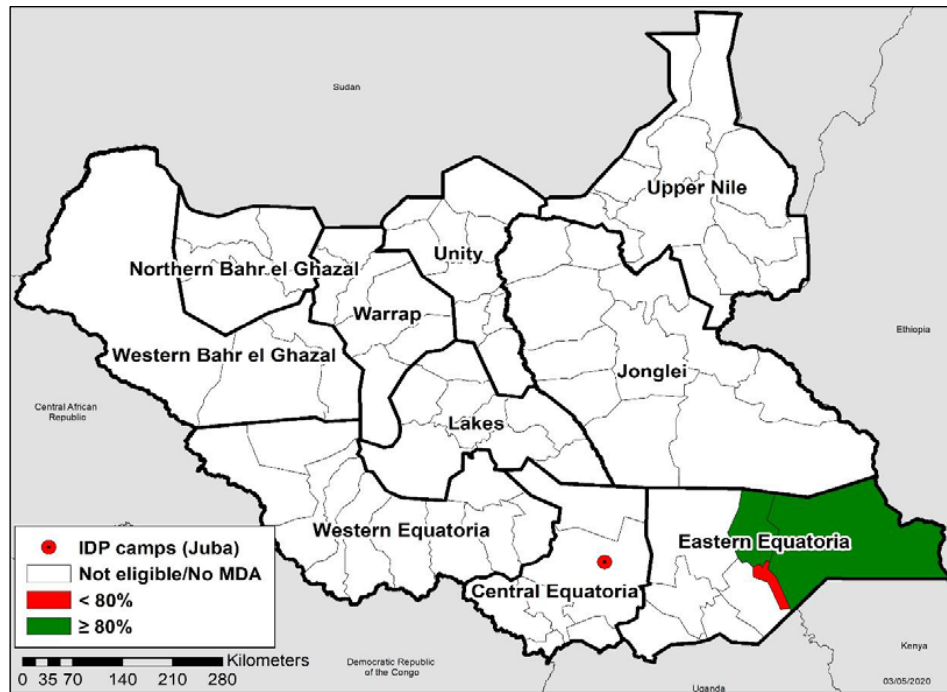 Sudan
Upper Nile
Unity
Northern Bahr el Ghazal
Warrap
Ethiopia
Western Bahr el Ghazal
Jonglei
Central African
Republic
Lakes
Western Equatoria
Eastern Equatoria
Central Equatoria
IDP camps (Juba)
Not eligible/No MDA
< 80%
≥ 80%
Kilometers
0 35 70 140 210 280
Democratic Republic
of the Congo
Uganda
Kenya
03/05/2020